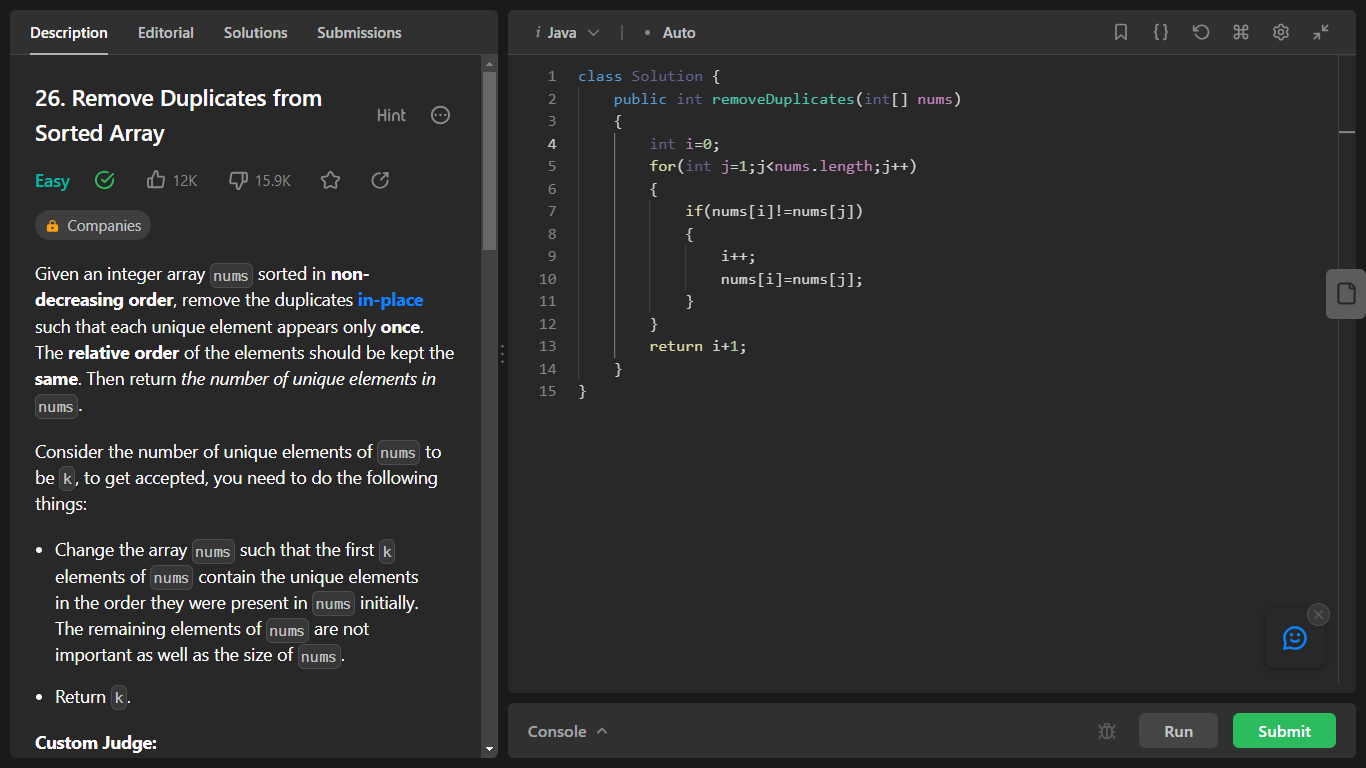 Description Editorial Solutions Submissions
26. Remove Duplicates from
Sorted Array
Hint
Easy 12K 15.9K
Companies
Given an integer array nums sorted in non-
decreasing order, remove the duplicates in-place
such that each unique element appears only once.
The relative order of the elements should be kept the
same. Then return the number of unique elements in
nums.
Consider the number of unique elements of nums to
be k, to get accepted, you need to do the following
things:
• Change the array nums such that the first k
elements of nums contain the unique elements
in the order they were present in nums initially.
The remaining elements of nums are not
important as well as the size of nums.
• Return k.
Custom Judge:
i Java | • Auto
1 class Solution {
2 public int removeDuplicates(int[] nums)
3 {
4 int i=0;
5 for(int j=1;j<nums.length;j++)
6 {
7 if(nums[i]!=nums[j])
8 {
9 i++;
10 nums[i]=nums[j];
11 }
12 }
13 return i+1;
14 }
15 }
Console Run Submit